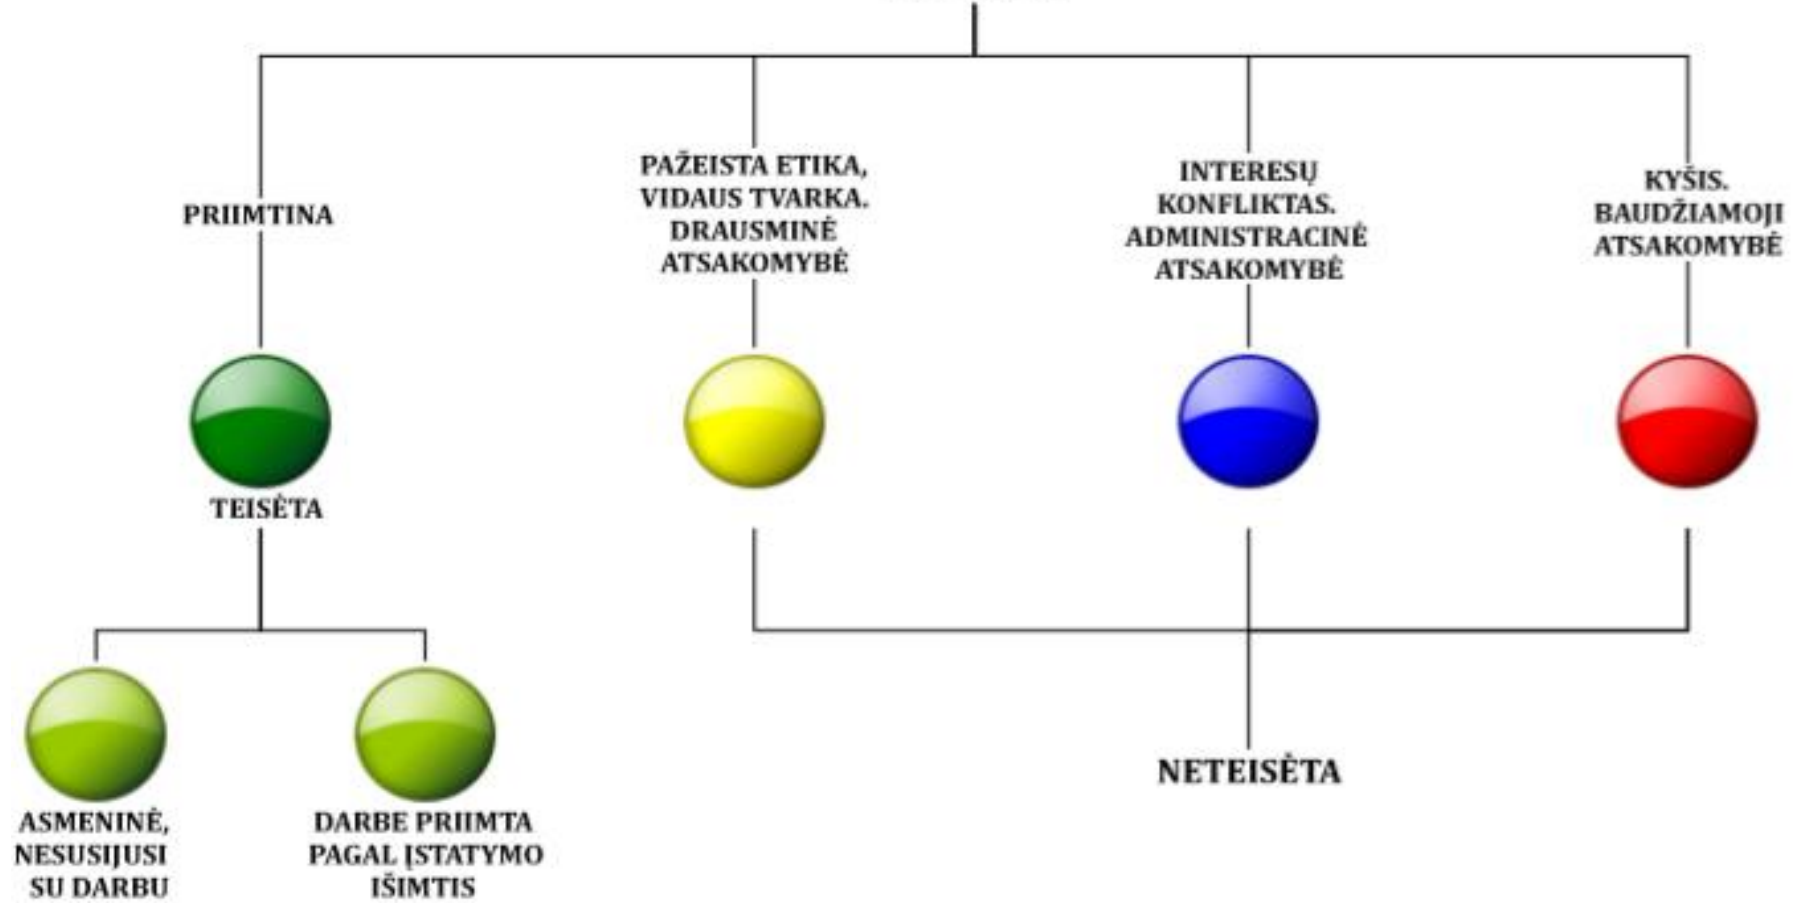 PRIIMTINA
PAŽEISTA ETIKA,
VIDAUS TVARKA.
DRAUSMINĖ
ATSAKOMYBĖ
INTERESŲ
KONFLIKTAS.
ADMINISTRACINĖ
ATSAKOMYBĖ
KYŠIS.
BAUDŽIAMOJI
ATSAKOMYBĖ
TEISĖTA
NETEISĖTA
ASMENINĖ,
NESUSIJUSI
SU DARBU
DARBE PRIIMTA
PAGAL ĮSTATYMO
IŠIMTIS